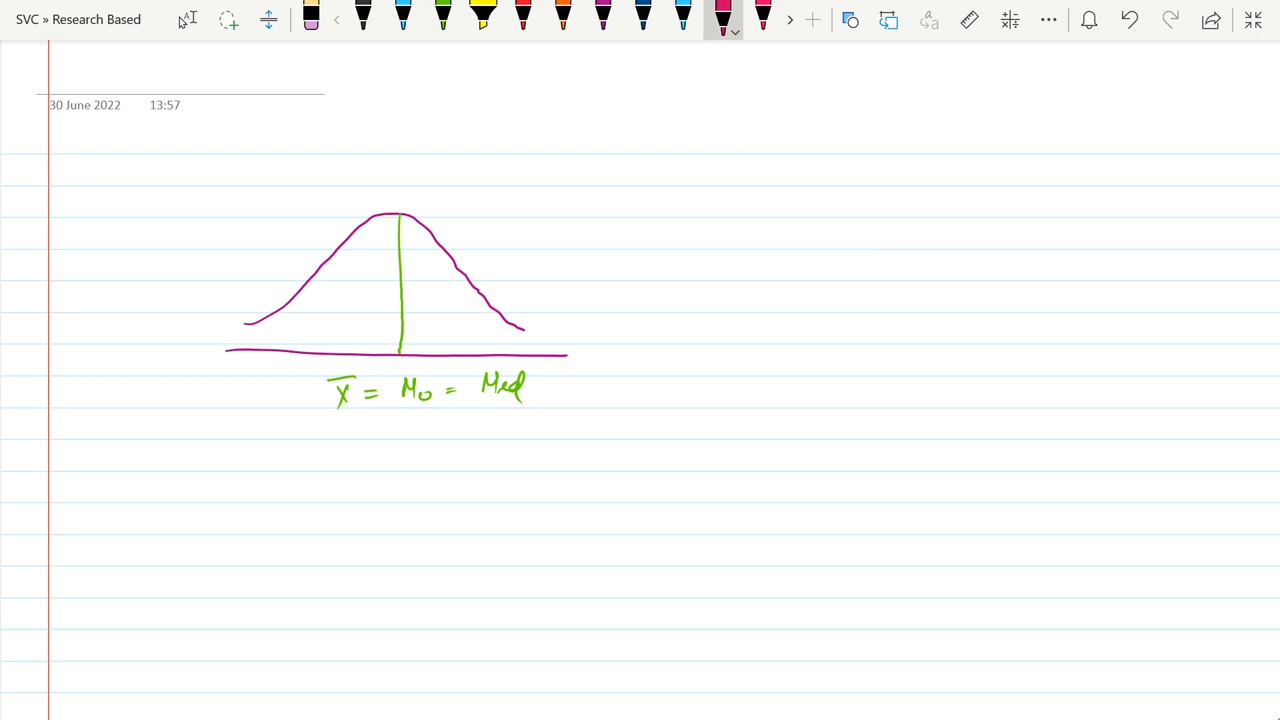 SVC » Research Based
30 June 2022 13:57
X̅ = Mo = Med